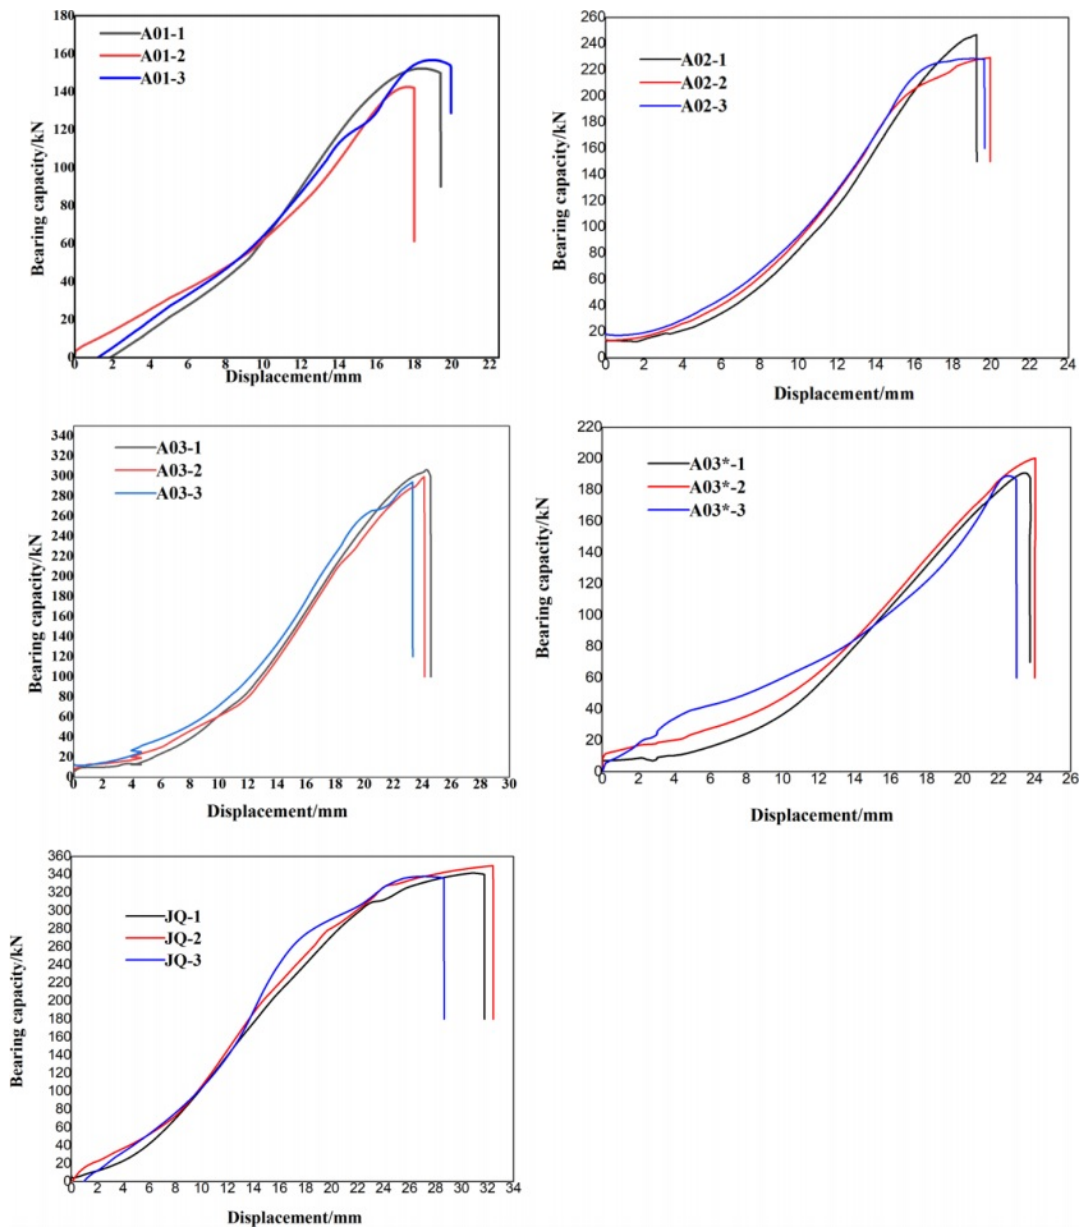 180
160
140
120
100
80
60
40
20
0
Bearing capacity/kN
A01-1
A01-2
A01-3
0 2 4 6 8 10 12 14 16 18 20 22
Displacement/mm
260
240
220
200
180
160
140
120
100
80
60
40
20
0
Bearing capacity/kN
A02-1
A02-2
A02-3
0 2 4 6 8 10 12 14 16 18 20 22
Displacement/mm
340
320
300
280
260
240
220
200
180
160
140
120
100
80
60
40
20
0
Bearing capacity/kN
A03-1
A03-2
A03-3
0 2 4 6 8 10 12 14 16 18 20 22 24 26 28 30
Displacement/mm
220
200
180
160
140
120
100
80
60
40
20
0
Bearing capacity/kN
A03*-1
A03*-2
A03*-3
0 2 4 6 8 10 12 14 16 18 20 22 24 26
Displacement/mm
360
340
320
300
280
260
240
220
200
180
160
140
120
100
80
60
40
20
0
Bearing capacity/kN
JQ-1
JQ-2
JQ-3
0 2 4 6 8 10 12 14 16 18 20 22 24 26 28 30 32 34
Displacement/mm